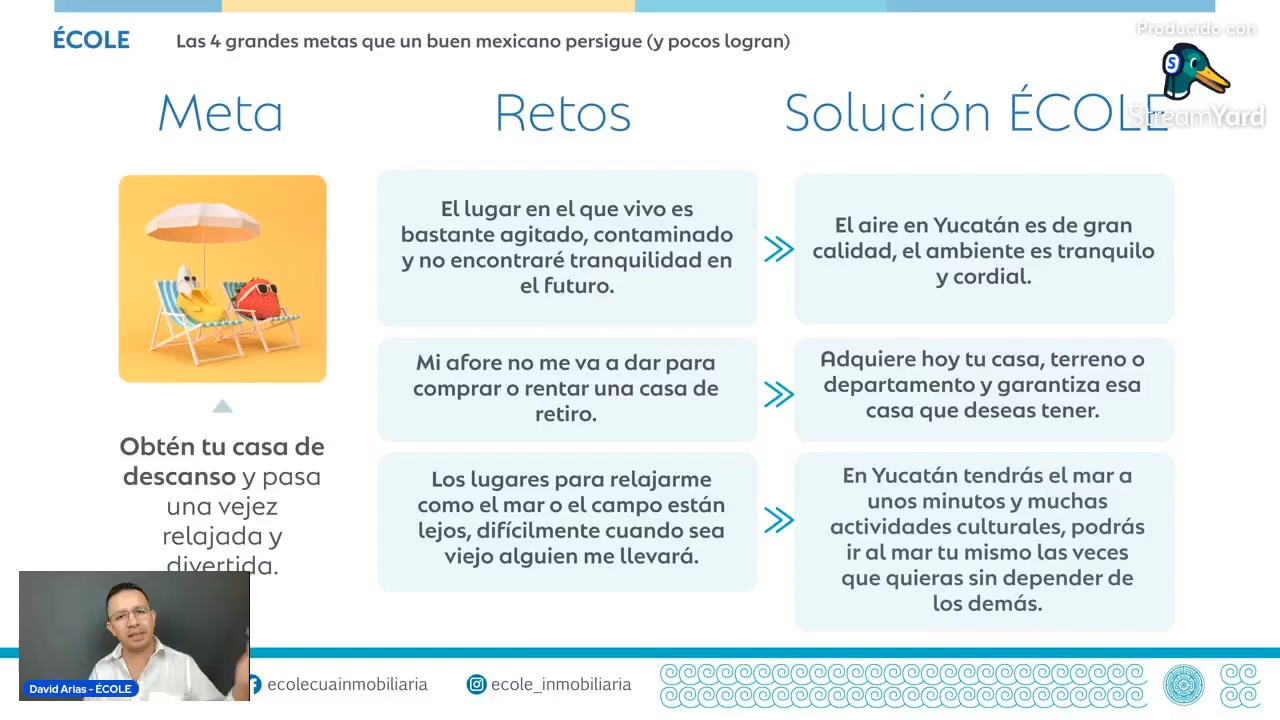 ÉCOLE
Las 4 grandes metas que un buen mexicano persigue (y pocos logran)
Producido con
S
StreamYard
Meta
Retos
Solución ÉCOLE
El lugar en el que vivo es
bastante agitado, contaminado
y no encontraré tranquilidad en
el futuro.
El aire en Yucatán es de gran
calidad, el ambiente es tranquilo
y cordial.
Mi afore no me va a dar para
comprar o rentar una casa de
retiro.
Adquiere hoy tu casa, terreno o
departamento y garantiza esa
casa que deseas tener.
Obtén tu casa de
descanso y pasa
una vejez
relajada y
divertida.
Los lugares para relajarme
como el mar o el campo están
lejos, difícilmente cuando sea
viejo alguien me llevará.
En Yucatán tendrás el mar a
unos minutos y muchas
actividades culturales, podrás
ir al mar tu mismo las veces
que quieras sin depender de
los demás.
David Arias - ÉCOLE
ecolecuainmobiliaria
ecole_inmobiliaria